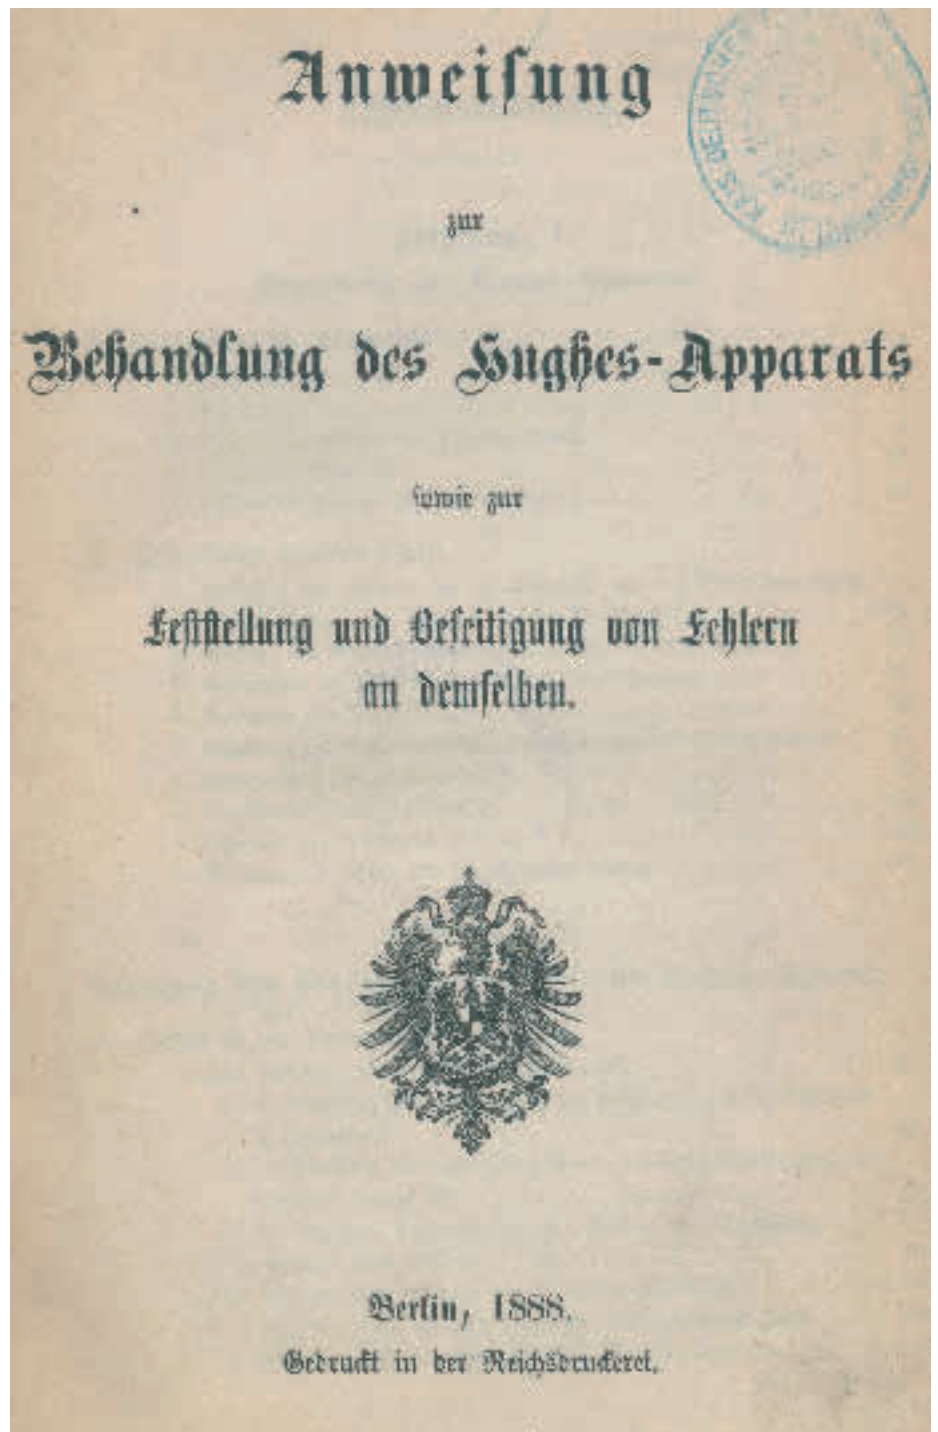 Anweiſung
zur
Behandlung des Hughes-Apparats
ſowie zur
Feſtſtellung und Beſeitigung von Fehlern
an demſelben.
Berlin, 1888.
Gedruckt in der Reichsdruckerei.